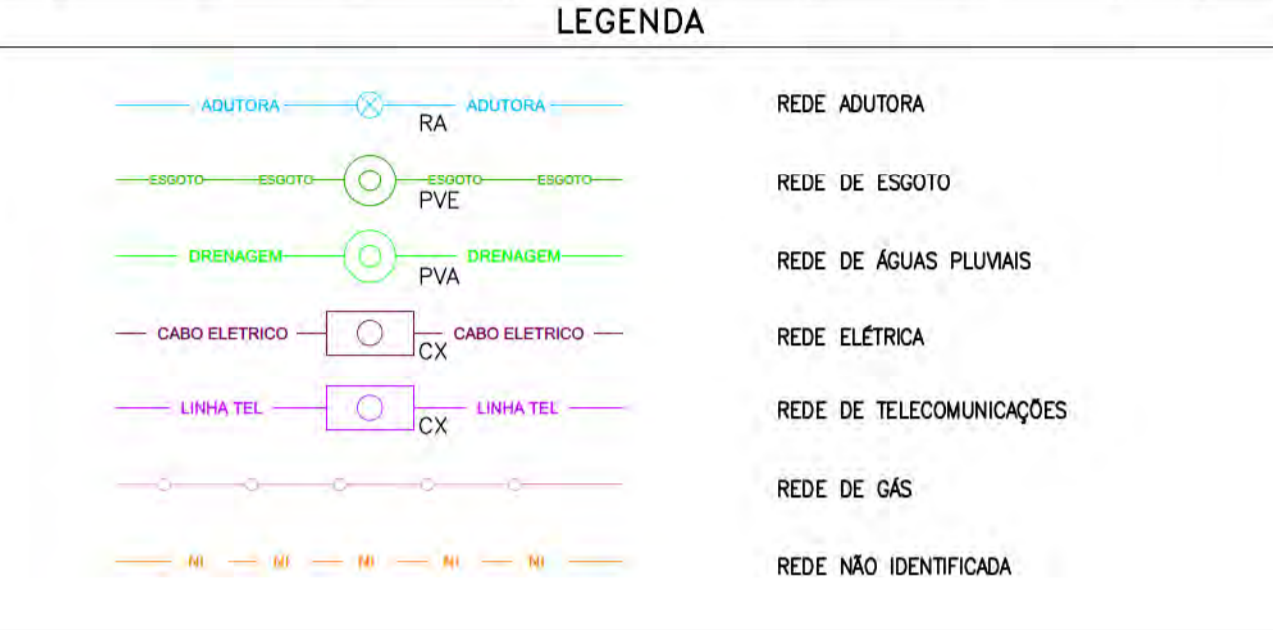 LEGENDA
ADUTORA ADUTORA REDE ADUTORA
RA
ESGOTO ESGOTO ESGOTO ESGOTO REDE DE ESGOTO
PVE
DRENAGEM DRENAGEM REDE DE ÁGUAS PLUVIAIS
PVA
CABO ELETRICO CABO ELETRICO REDE ELÉTRICA
CX
LINHA TEL LINHA TEL REDE DE TELECOMUNICAÇÕES
CX
REDE DE GÁS
NI NI NI NI NI REDE NÃO IDENTIFICADA